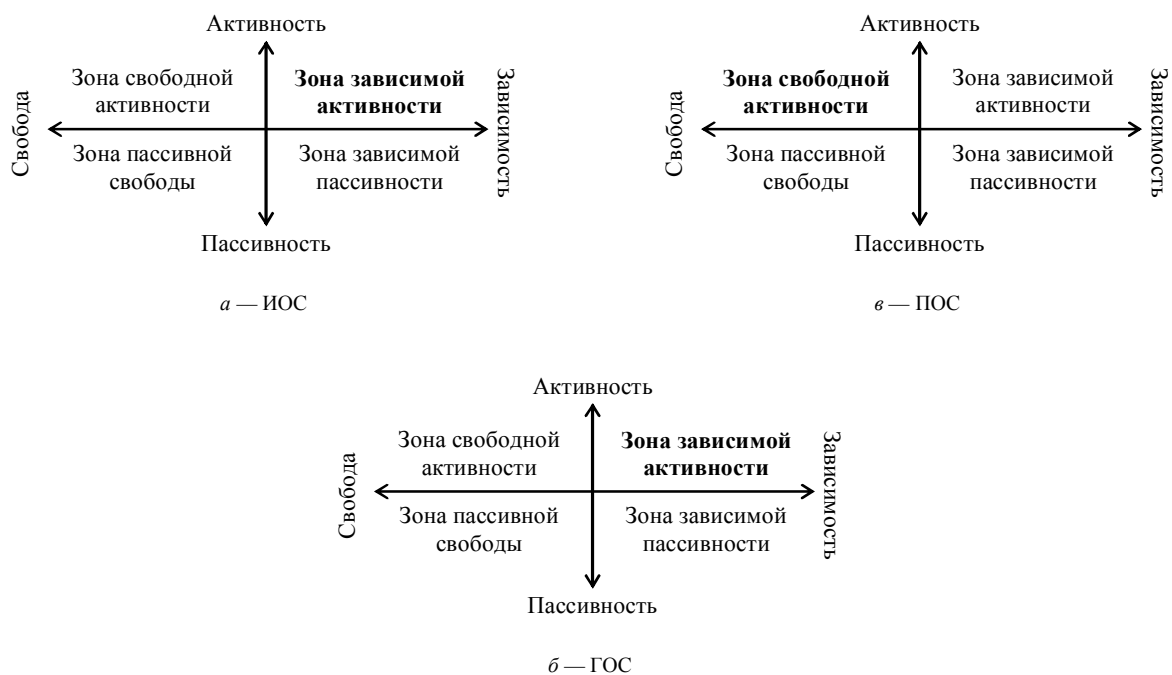 Активность
Зона свободной
активности
Зона зависимой
активности
Свобода
Зависимость
Зона пассивной
свободы
Зона зависимой
пассивности
Пассивность
а — ИОС
Активность
Зона свободной
активности
Зона зависимой
активности
Свобода
Зависимость
Зона пассивной
свободы
Зона зависимой
пассивности
Пассивность
в — ПОС
Активность
Зона свободной
активности
Зона зависимой
активности
Свобода
Зависимость
Зона пассивной
свободы
Зона зависимой
пассивности
Пассивность
б — ГОС